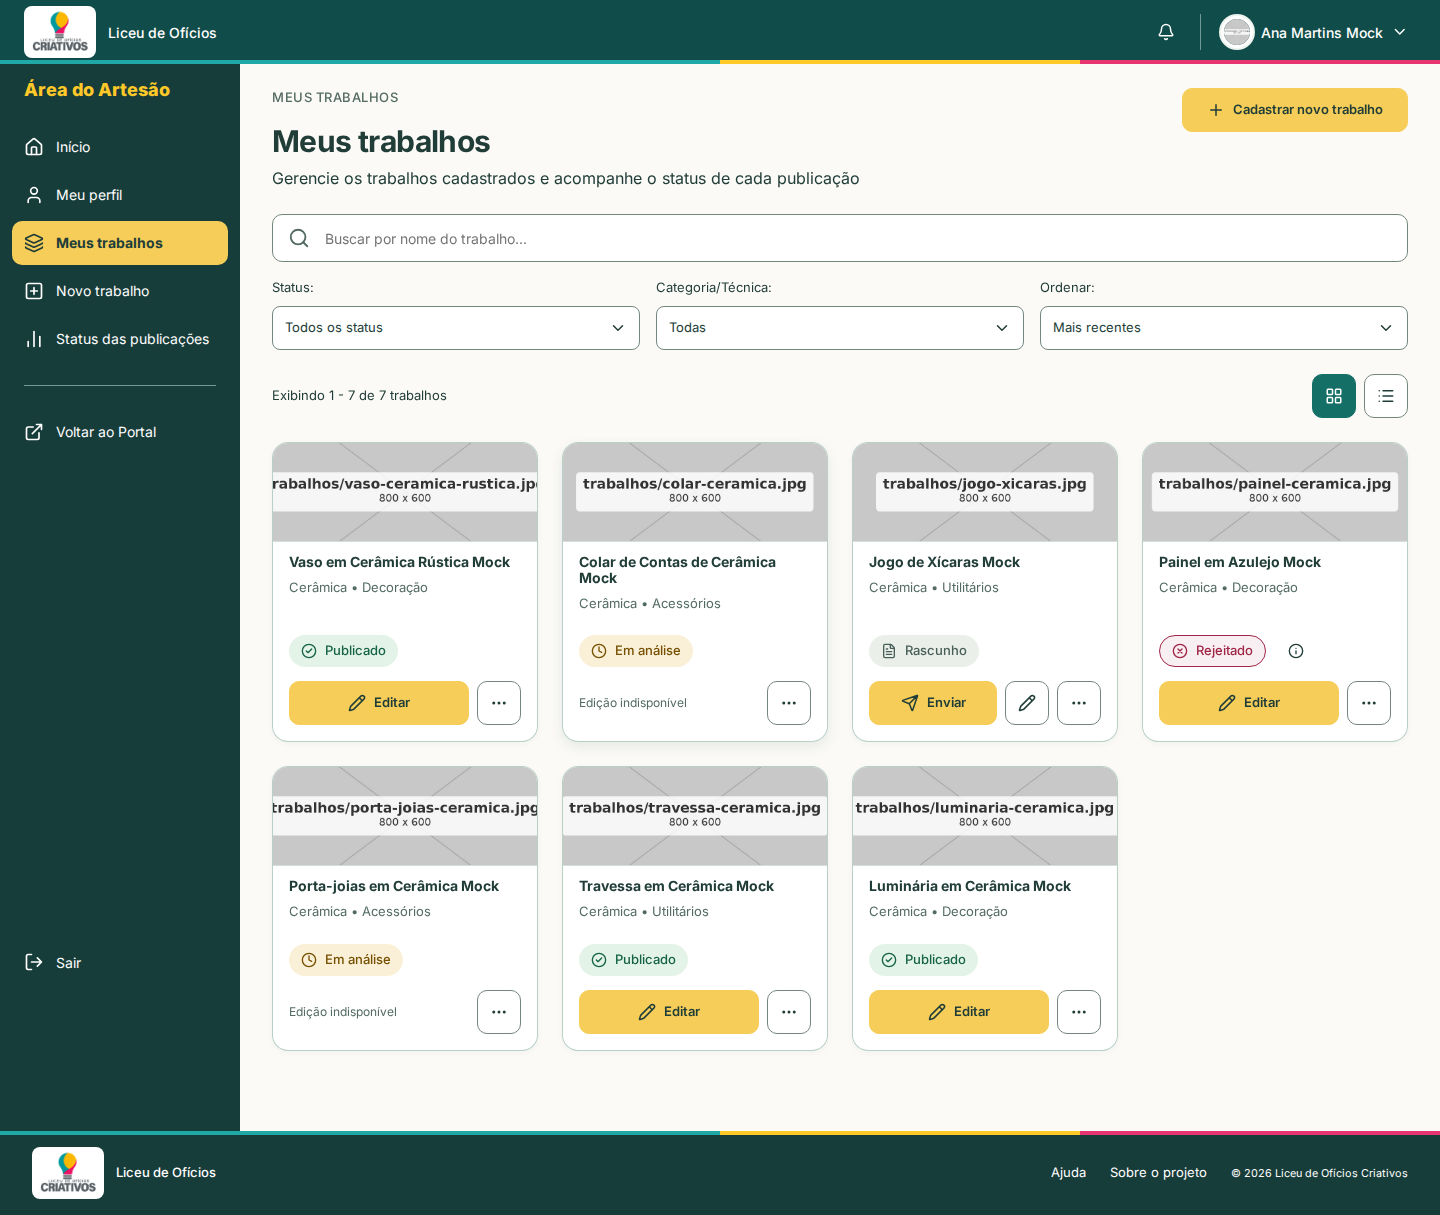 LICEU DE OFÍCIOS
CRIATIVOS
Liceu de Ofícios
Ana Martins Mock
Área do Artesão
Início
Meu perfil
Meus trabalhos
Novo trabalho
Status das publicações
Voltar ao Portal
Sair
MEUS TRABALHOS
Cadastrar novo trabalho
Meus trabalhos
Gerencie os trabalhos cadastrados e acompanhe o status de cada publicação
Buscar por nome do trabalho...
Status:
Categoria/Técnica:
Ordenar:
Todos os status
Todas
Mais recentes
Exibindo 1 - 7 de 7 trabalhos
rabalhos/vaso-ceramica-rustica.jp
800 x 600
Vaso em Cerâmica Rústica Mock
Cerâmica • Decoração
Publicado
Editar
trabalhos/colar-ceramica.jpg
800 x 600
Colar de Contas de Cerâmica
Mock
Cerâmica • Acessórios
Em análise
Edição indisponível
trabalhos/jogo-xicaras.jpg
800 x 600
Jogo de Xícaras Mock
Cerâmica • Utilitários
Rascunho
Enviar
trabalhos/painel-ceramica.jpg
800 x 600
Painel em Azulejo Mock
Cerâmica • Decoração
Rejeitado
Editar
trabalhos/porta-joias-ceramica.jpg
800 x 600
Porta-joias em Cerâmica Mock
Cerâmica • Acessórios
Em análise
Edição indisponível
trabalhos/travessa-ceramica.jpg
800 x 600
Travessa em Cerâmica Mock
Cerâmica • Utilitários
Publicado
Editar
trabalhos/luminaria-ceramica.jpg
800 x 600
Luminária em Cerâmica Mock
Cerâmica • Decoração
Publicado
Editar
LICEU DE OFÍCIOS
CRIATIVOS
Liceu de Ofícios
Ajuda
Sobre o projeto
© 2026 Liceu de Ofícios Criativos